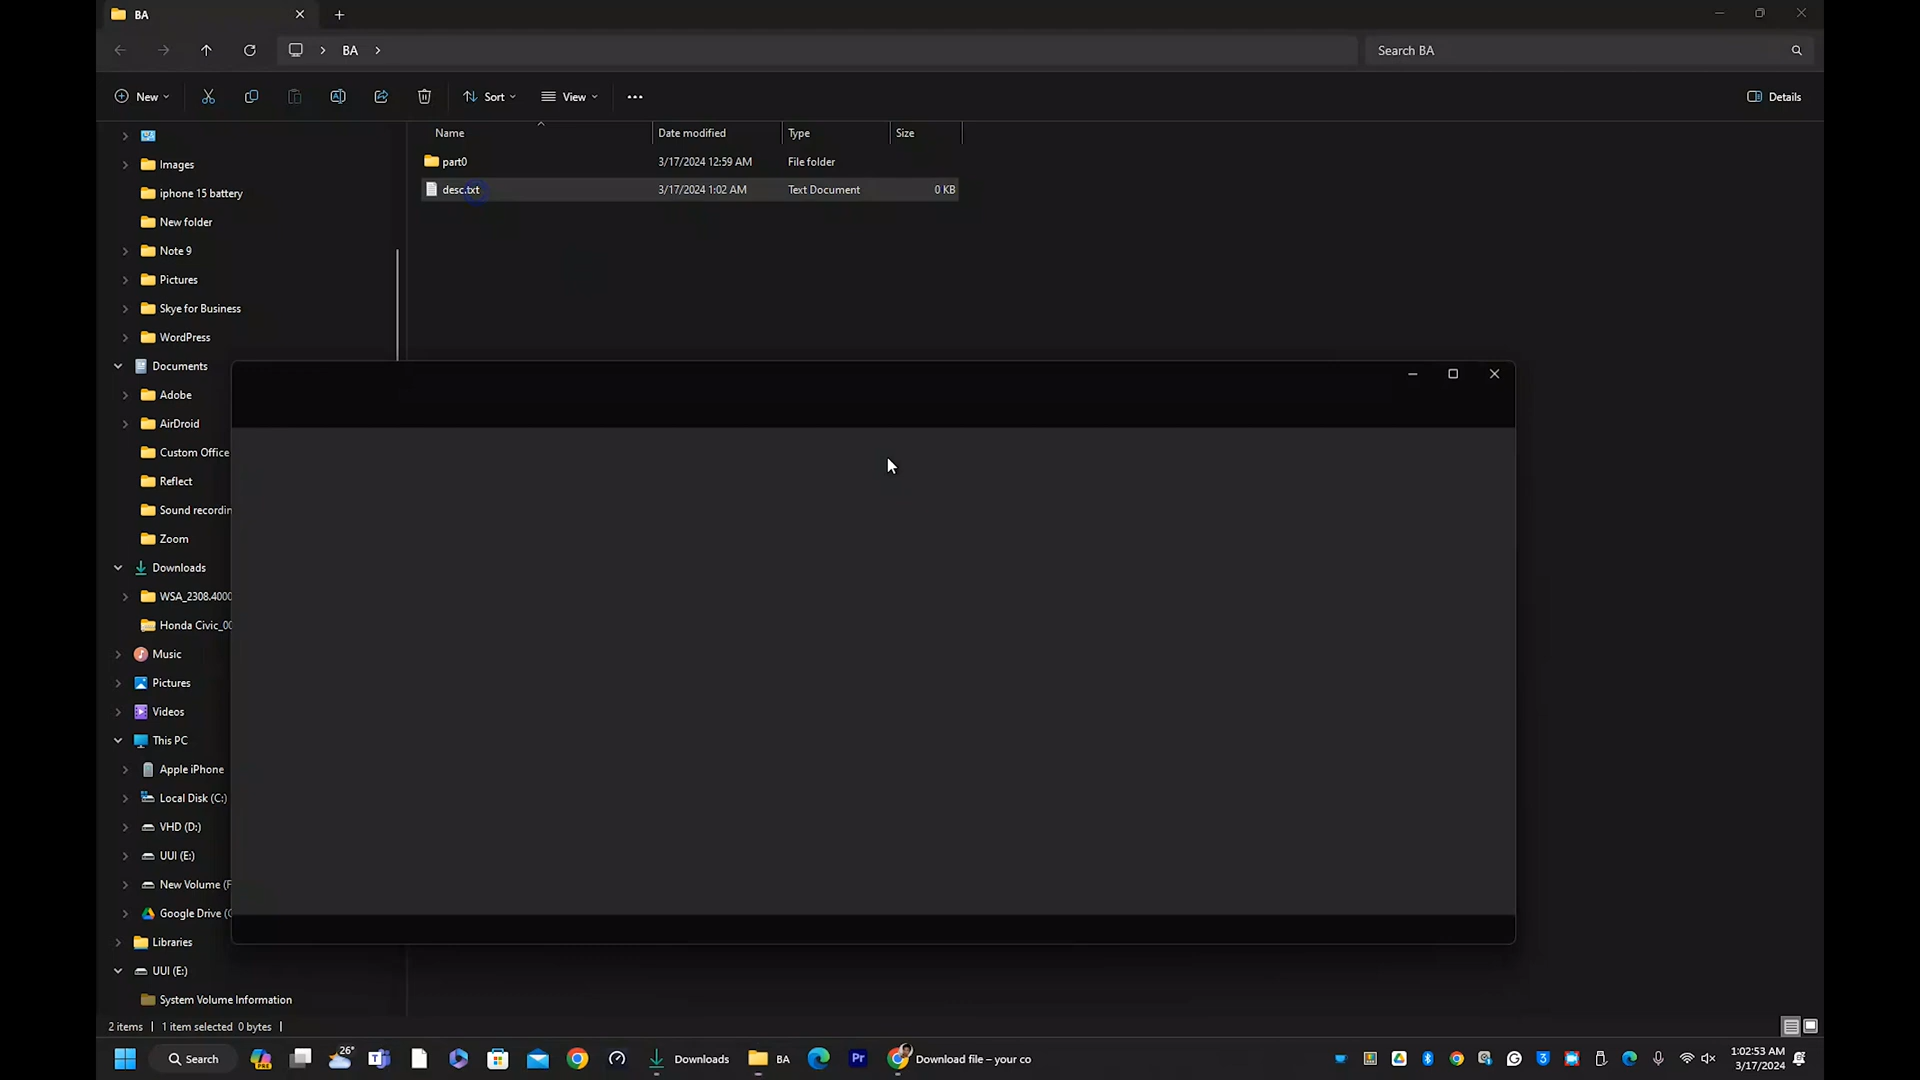 BA
BA
Search BA
New
Sort
View
Details
Name
Date modified
Type
Size
part0
3/17/2024 12:59 AM
File folder
desc.txt
3/17/2024 1:02 AM
Text Document
0 KB
Images
iphone 15 battery
New folder
Note 9
Pictures
Skye for Business
WordPress
Documents
Adobe
AirDroid
Custom Office
Reflect
Sound recordin
Zoom
Downloads
WSA_2308.4000
Honda Civic_00
Music
Pictures
Videos
This PC
Apple iPhone
Local Disk (C:)
VHD (D:)
UUI (E:)
New Volume (F
Google Drive (G
Libraries
UUI (E:)
System Volume Information
2 items
1 item selected 0 bytes
Search
PRE
26°
Downloads
BA
Pr
Download file – your co
1:02:53 AM
3/17/2024